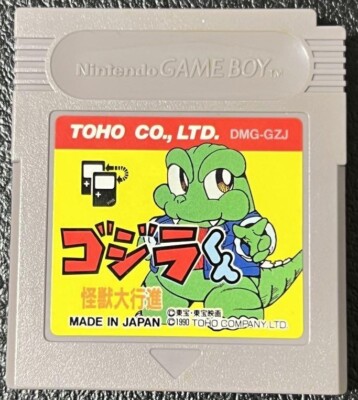 Nintendo GAME BOY TM
TOHO CO., LTD. DMG-GZJ
ゴジラくん
怪獣大行進
©東宝・東宝映画
MADE IN JAPAN ©1990 TOHO COMPANY, LTD.